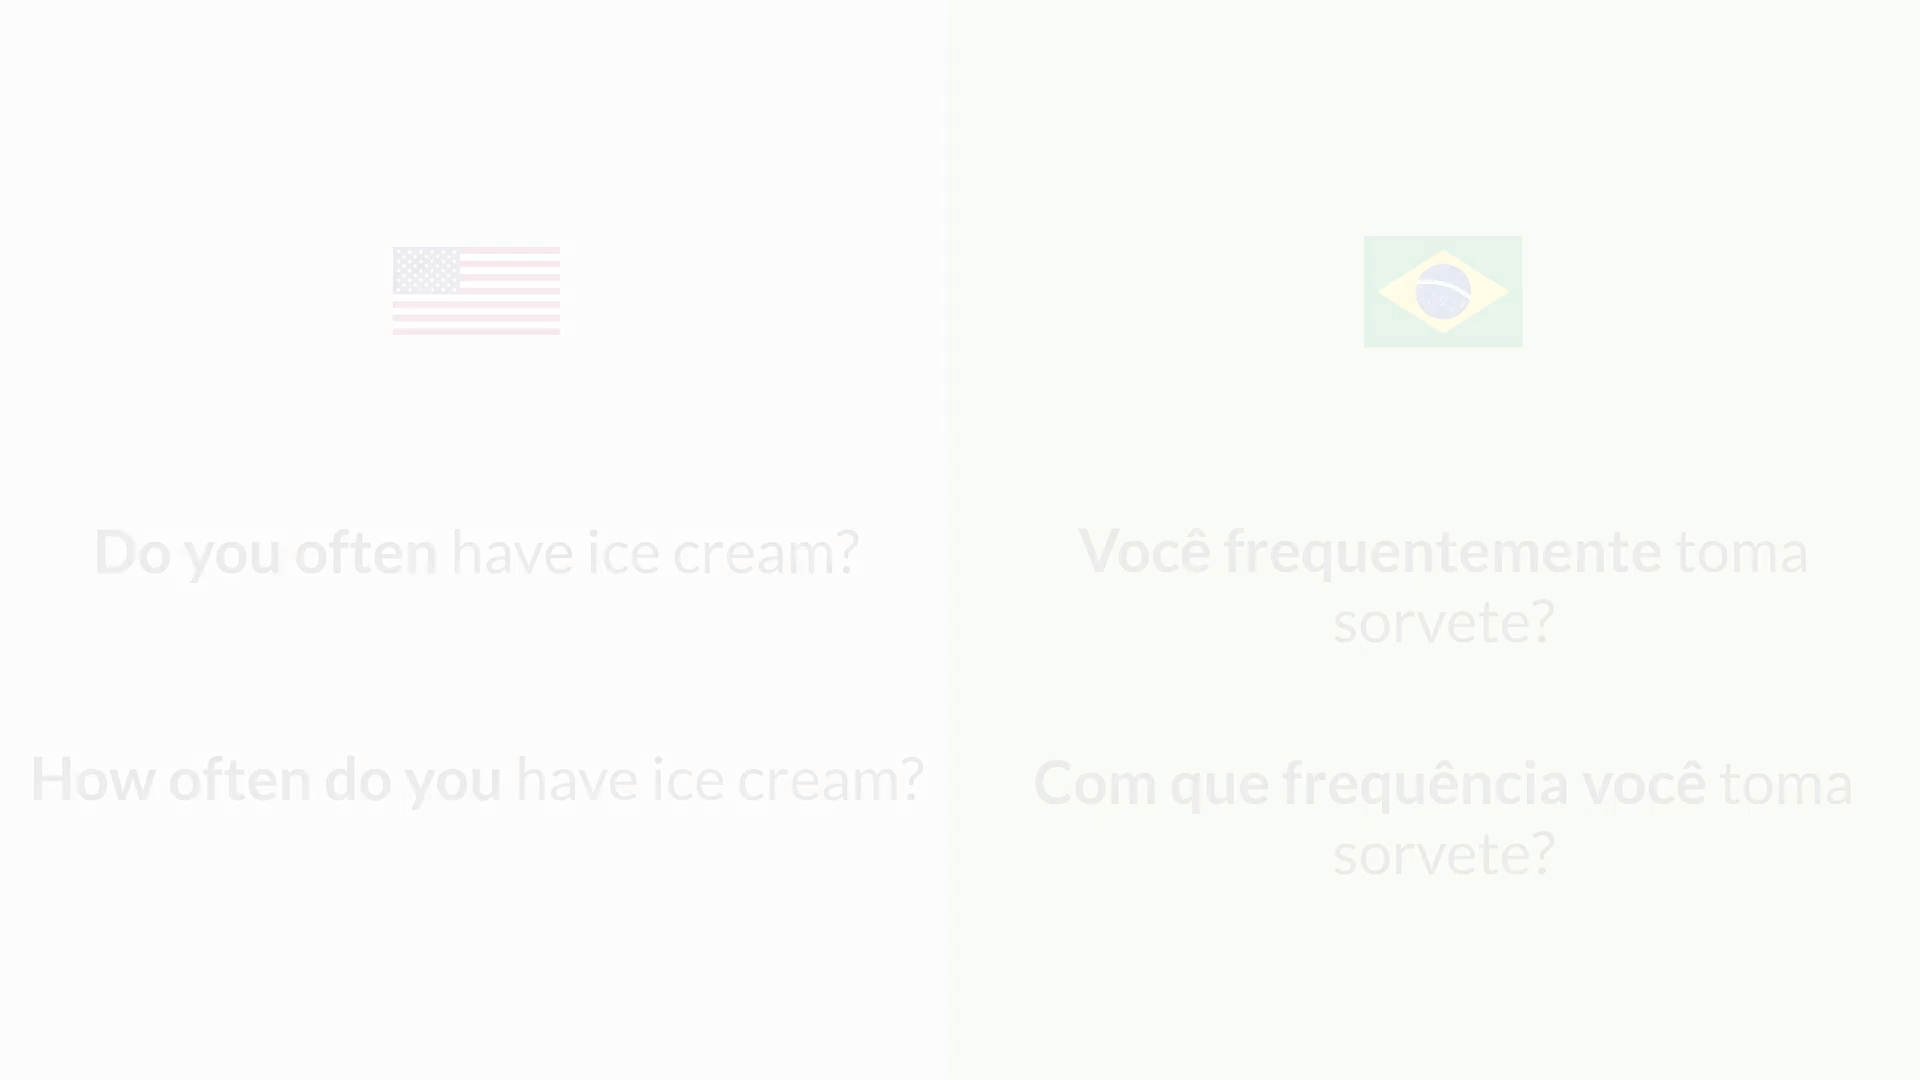 Do you often have ice cream?
How often do you have ice cream?
Você frequentemente toma
sorvete?
Com que frequência você toma
sorvete?